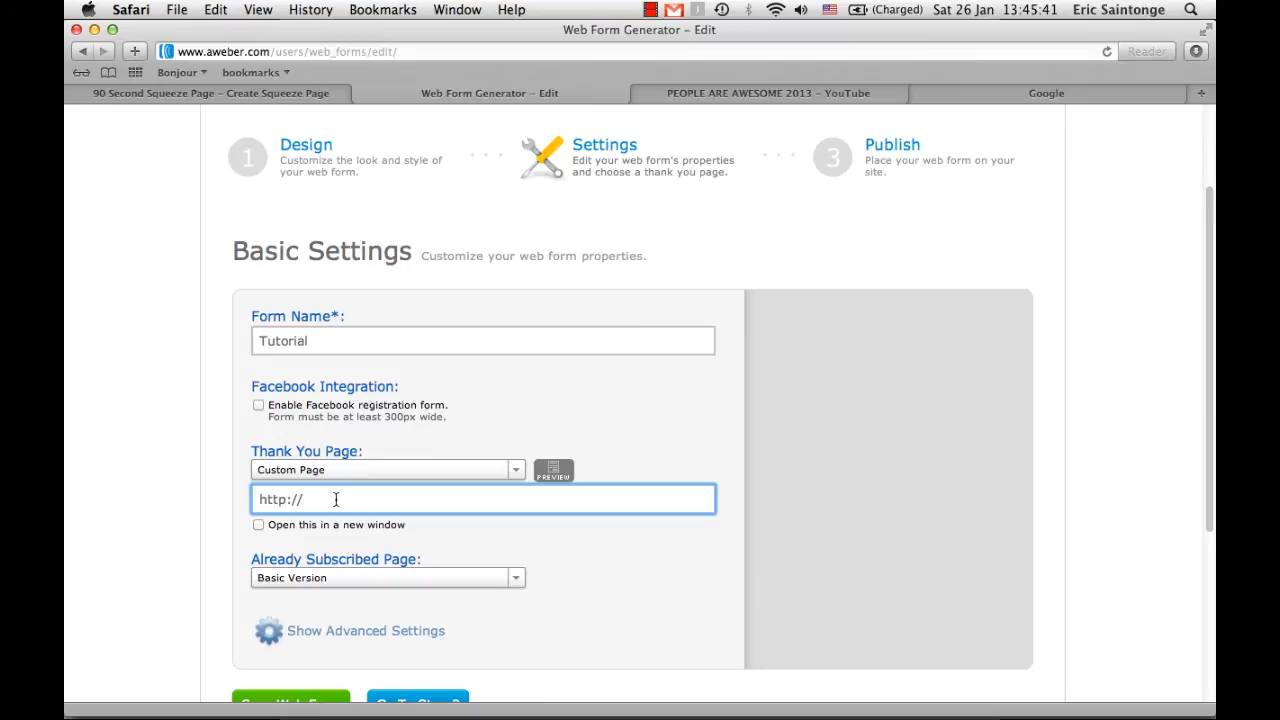 Safari File Edit View History Bookmarks Window Help (Charged) Sat 26 Jan 13:45:41 Eric Saintonge
Web Form Generator – Edit
www.aweber.com/users/web_forms/edit/ Reader
Bonjour bookmarks
90 Second Squeeze Page – Create Squeeze Page Web Form Generator – Edit PEOPLE ARE AWESOME 2013 – YouTube Google
1 Design
Customize the look and style of
your web form.
Settings
Edit your web form's properties
and choose a thank you page.
3 Publish
Place your web form on your
site.
Basic Settings Customize your web form properties.
Form Name*:
Tutorial
Facebook Integration:
Enable Facebook registration form.
Form must be at least 300px wide.
Thank You Page:
Custom Page PREVIEW
http://
Open this in a new window
Already Subscribed Page:
Basic Version
Show Advanced Settings